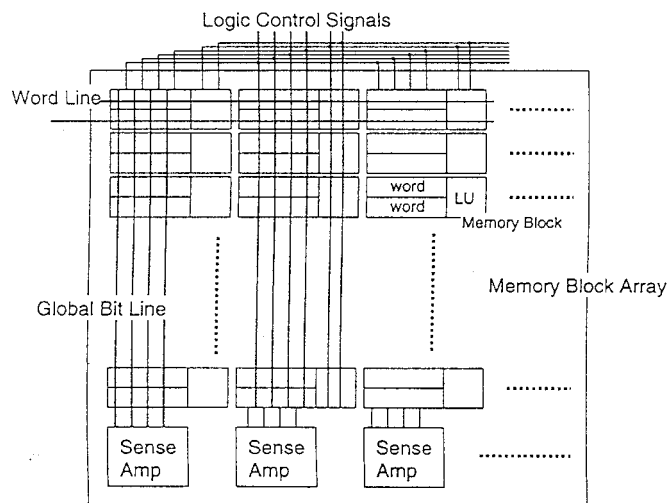 Logic Control Signals
Word Line
word
LU
word
Memory Block
Memory Block Array
Global Bit Line
Sense
Amp
Sense
Amp
Sense
Amp